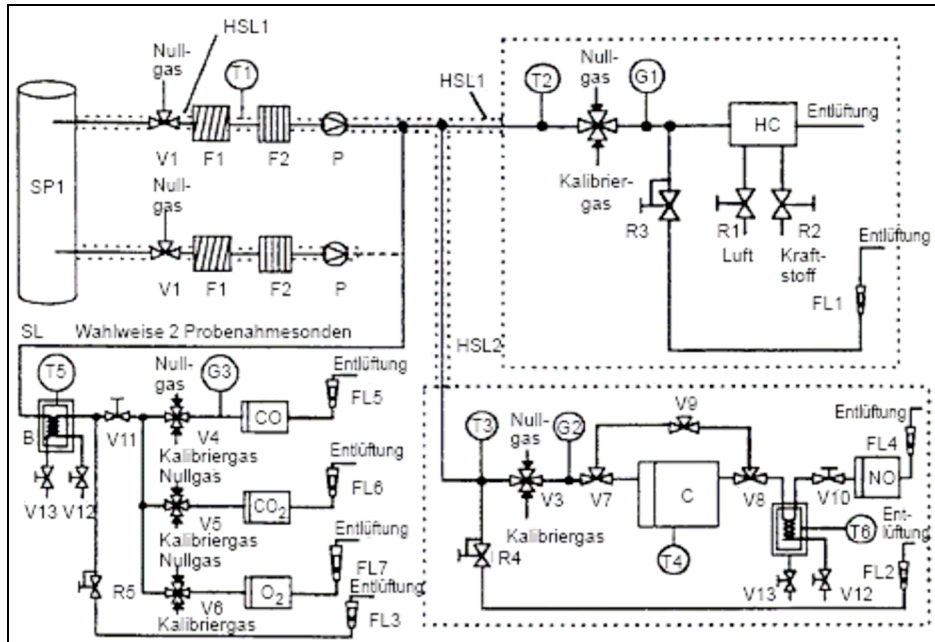 HSL1
Null-
gas
T1
V1
F1
F2
P
SP1
Null-
gas
V1
F1
F2
P
SL
Wahlweise 2 Probenahmesonden
HSL1
T2
Null-
gas
G1
HC
Entlüftung
Kalibrier-
gas
R3
R1
R2
Luft
Kraft-
stoff
Entlüftung
FL1
HSL2
T5
B
V13
V12
V11
Null-
gas
G3
CO
Entlüftung
FL5
V4
Kalibriergas
Nullgas
CO2
Entlüftung
FL6
V5
Kalibriergas
Nullgas
O2
Entlüftung
FL7
V6
Kalibriergas
R5
Entlüftung
FL3
T3
Null-
gas
G2
V9
V3
V7
C
V8
Kalibriergas
T4
R4
V10
NO
Entlüftung
FL4
T6
Ent-
lüftung
FL2
V13
V12